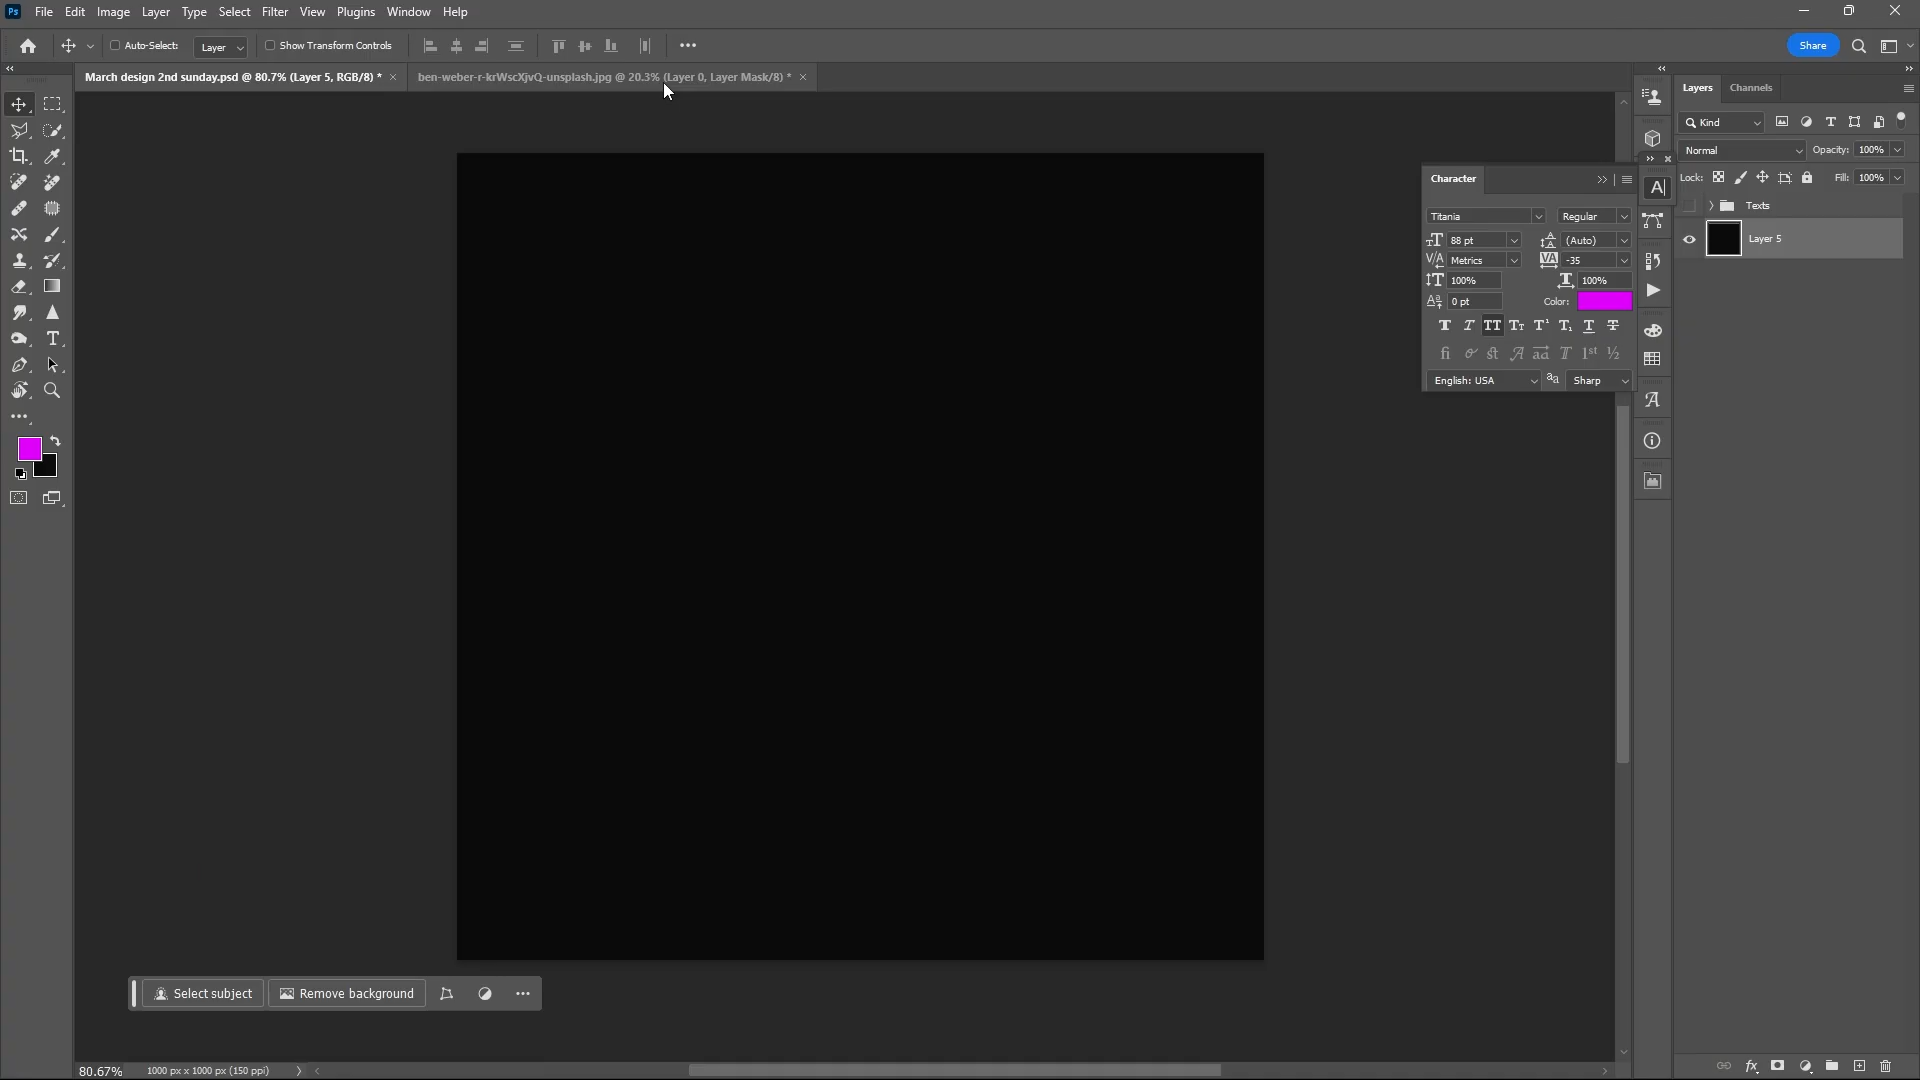 Ps File Edit Image Layer Type Select Filter View Plugins Window Help
Auto-Select: Layer Show Transform Controls Share
March design 2nd sunday.psd @ 80.7% (Layer 5, RGB/8) * ben-weber-r-krWscXjvQ-unsplash.jpg @ 20.3% (Layer 0, Layer Mask/8) *
Layers Channels
Kind
Normal Opacity: 100%
Lock: Fill: 100%
Texts
Layer 5
Character
Titania Regular
88 pt (Auto)
Metrics -35
100% 100%
0 pt Color:
English: USA Sharp
Select subject Remove background
80.67% 1000 px x 1000 px (150 ppi)